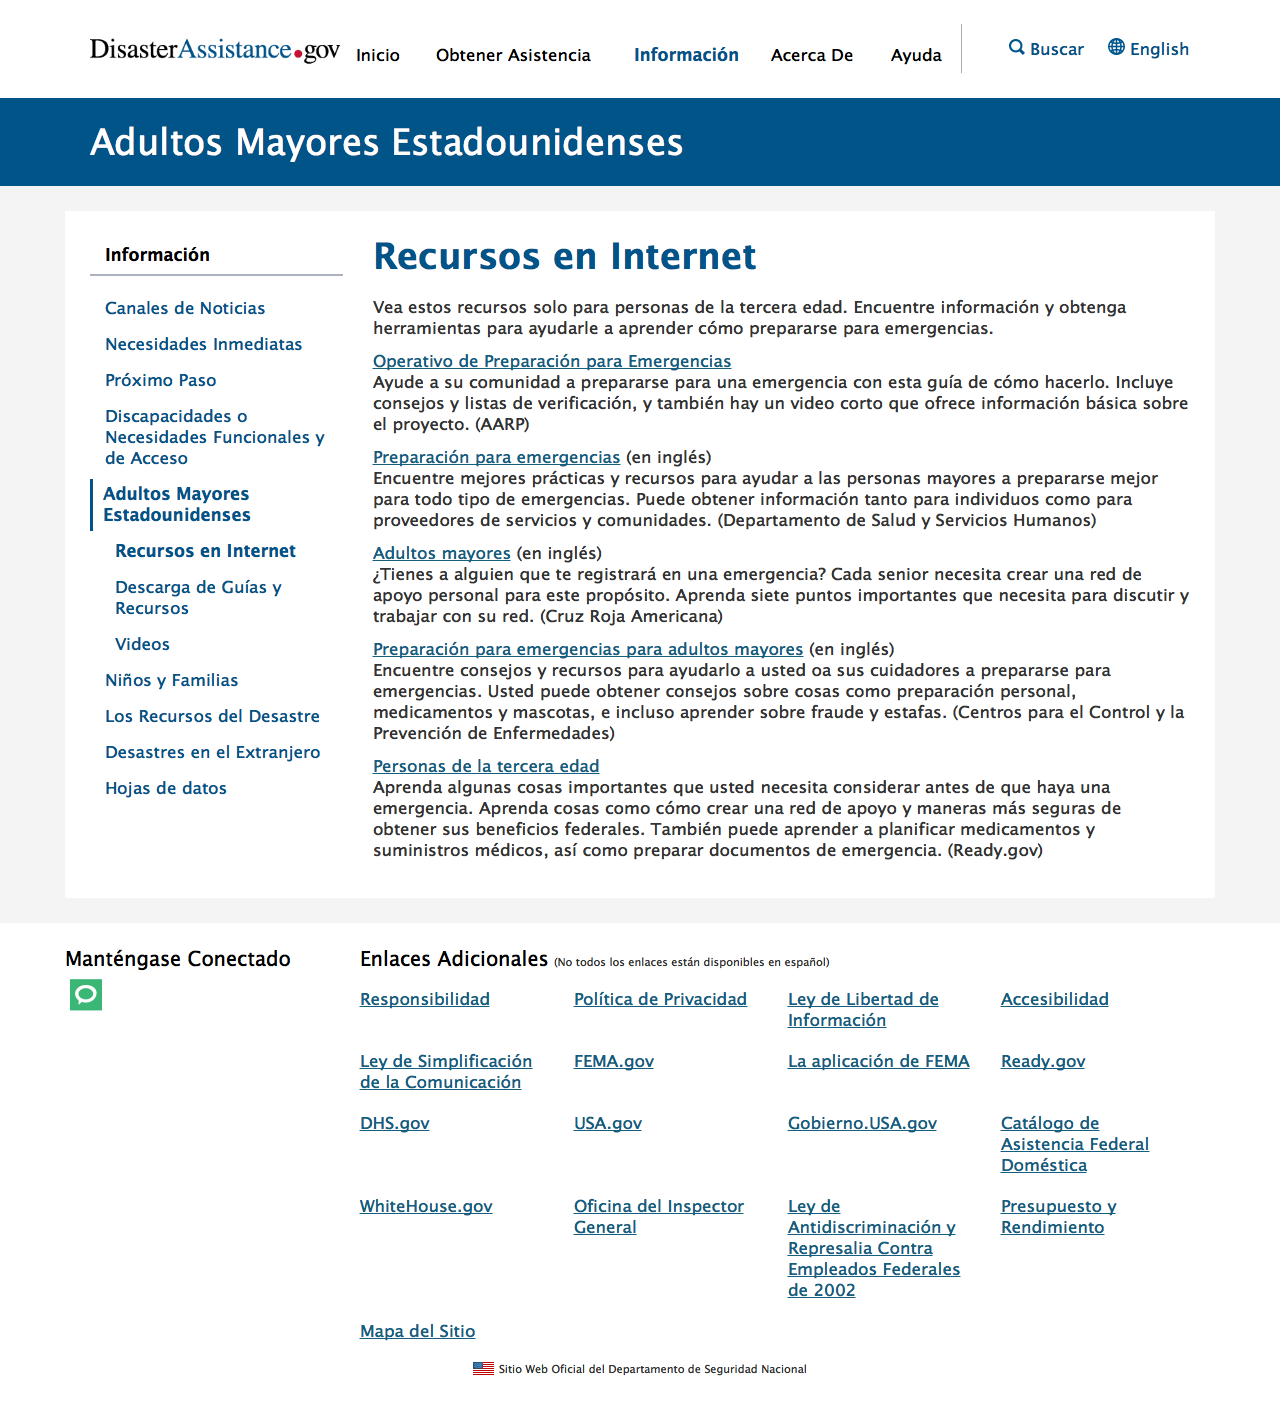 DisasterAssistance.gov
Inicio
Obtener Asistencia
Información
Acerca De
Ayuda
Buscar
English
Adultos Mayores Estadounidenses
Información
Canales de Noticias
Necesidades Inmediatas
Próximo Paso
Discapacidades o
Necesidades Funcionales y
de Acceso
Adultos Mayores
Estadounidenses
Recursos en Internet
Descarga de Guías y
Recursos
Videos
Niños y Familias
Los Recursos del Desastre
Desastres en el Extranjero
Hojas de datos
Recursos en Internet
Vea estos recursos solo para personas de la tercera edad. Encuentre información y obtenga
herramientas para ayudarle a aprender cómo prepararse para emergencias.
Operativo de Preparación para Emergencias
Ayude a su comunidad a prepararse para una emergencia con esta guía de cómo hacerlo. Incluye
consejos y listas de verificación, y también hay un video corto que ofrece información básica sobre
el proyecto. (AARP)
Preparación para emergencias (en inglés)
Encuentre mejores prácticas y recursos para ayudar a las personas mayores a prepararse mejor
para todo tipo de emergencias. Puede obtener información tanto para individuos como para
proveedores de servicios y comunidades. (Departamento de Salud y Servicios Humanos)
Adultos mayores (en inglés)
¿Tienes a alguien que te registrará en una emergencia? Cada senior necesita crear una red de
apoyo personal para este propósito. Aprenda siete puntos importantes que necesita para discutir y
trabajar con su red. (Cruz Roja Americana)
Preparación para emergencias para adultos mayores (en inglés)
Encuentre consejos y recursos para ayudarlo a usted oa sus cuidadores a prepararse para
emergencias. Usted puede obtener consejos sobre cosas como preparación personal,
medicamentos y mascotas, e incluso aprender sobre fraude y estafas. (Centros para el Control y la
Prevención de Enfermedades)
Personas de la tercera edad
Aprenda algunas cosas importantes que usted necesita considerar antes de que haya una
emergencia. Aprenda cosas como cómo crear una red de apoyo y maneras más seguras de
obtener sus beneficios federales. También puede aprender a planificar medicamentos y
suministros médicos, así como preparar documentos de emergencia. (Ready.gov)
Manténgase Conectado
Enlaces Adicionales (No todos los enlaces están disponibles en español)
Responsibilidad
Política de Privacidad
Ley de Libertad de
Información
Accesibilidad
Ley de Simplificación
de la Comunicación
FEMA.gov
La aplicación de FEMA
Ready.gov
DHS.gov
USA.gov
Gobierno.USA.gov
Catálogo de
Asistencia Federal
Doméstica
WhiteHouse.gov
Oficina del Inspector
General
Ley de
Antidiscriminación y
Represalia Contra
Empleados Federales
de 2002
Presupuesto y
Rendimiento
Mapa del Sitio
Sitio Web Oficial del Departamento de Seguridad Nacional